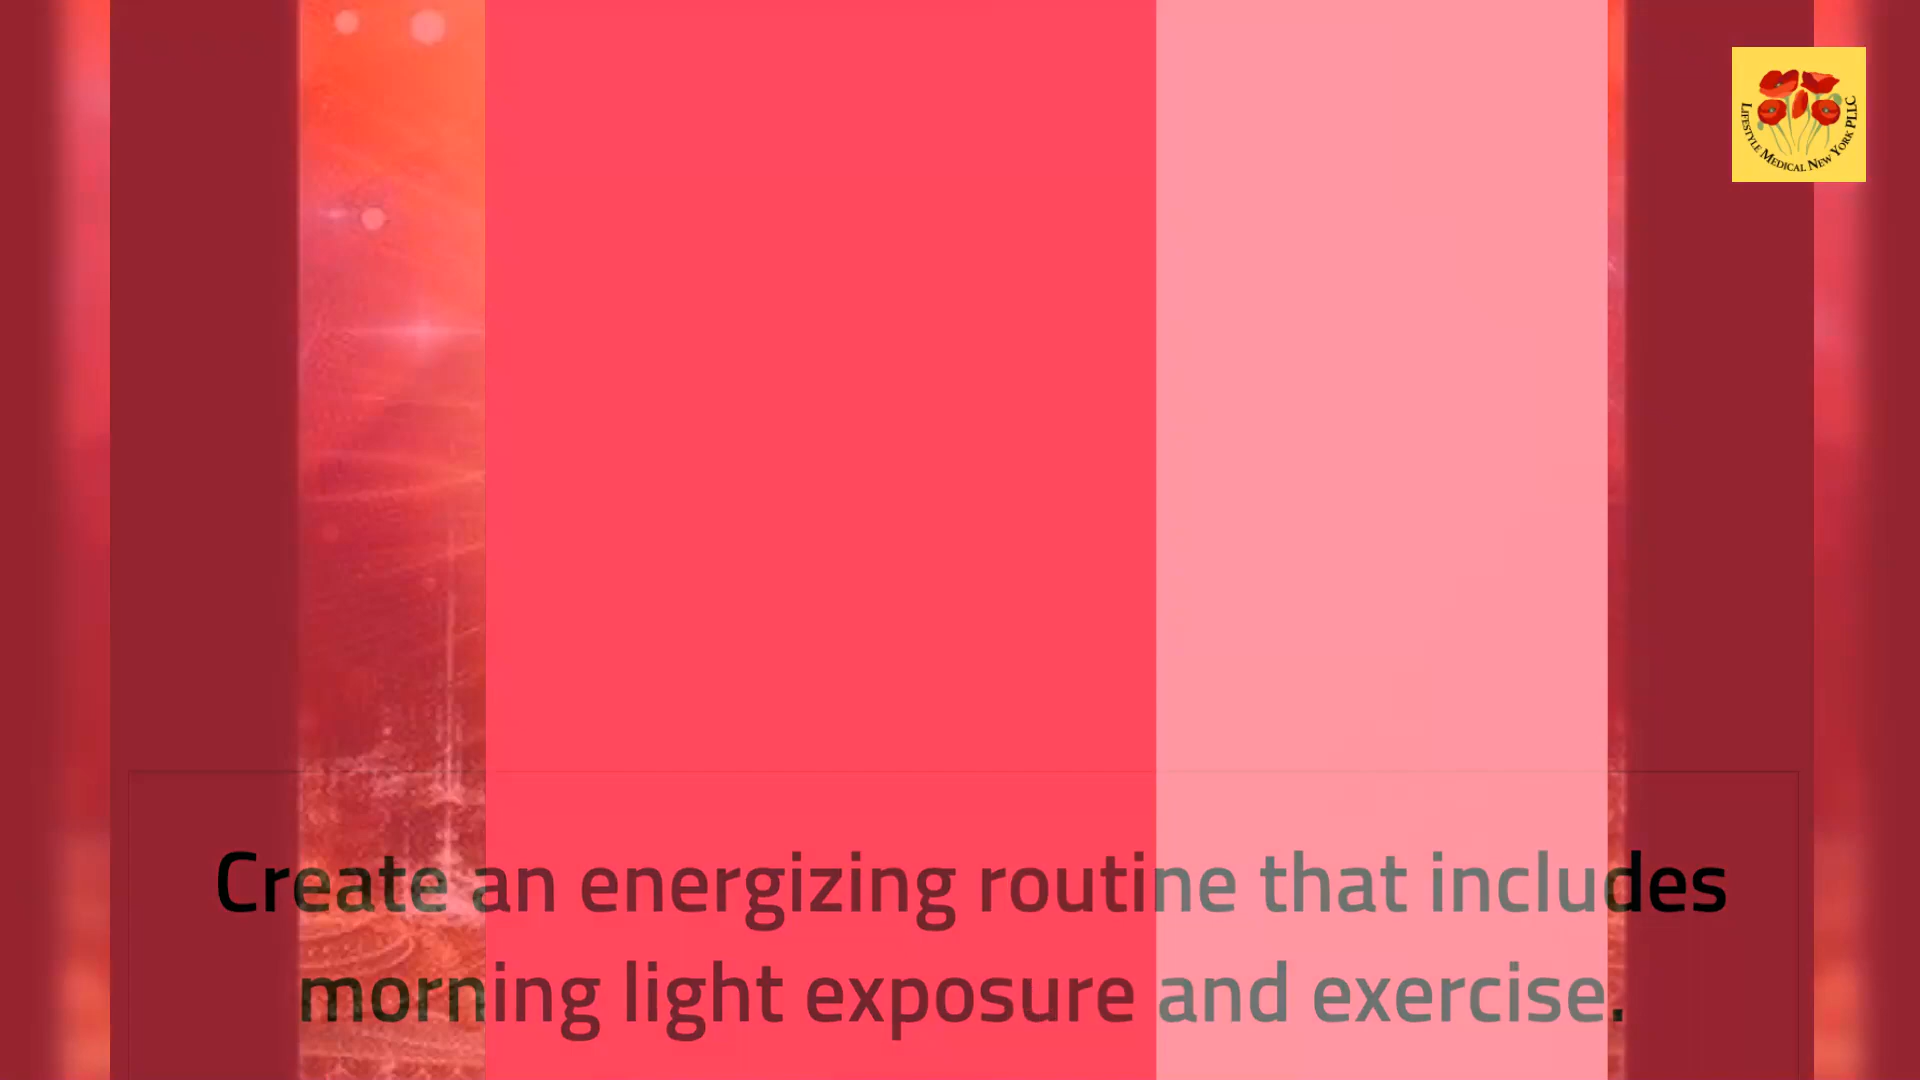 Lifestyle Medical New York PLLC
Create an energizing routine that includes
morning light exposure and exercise.